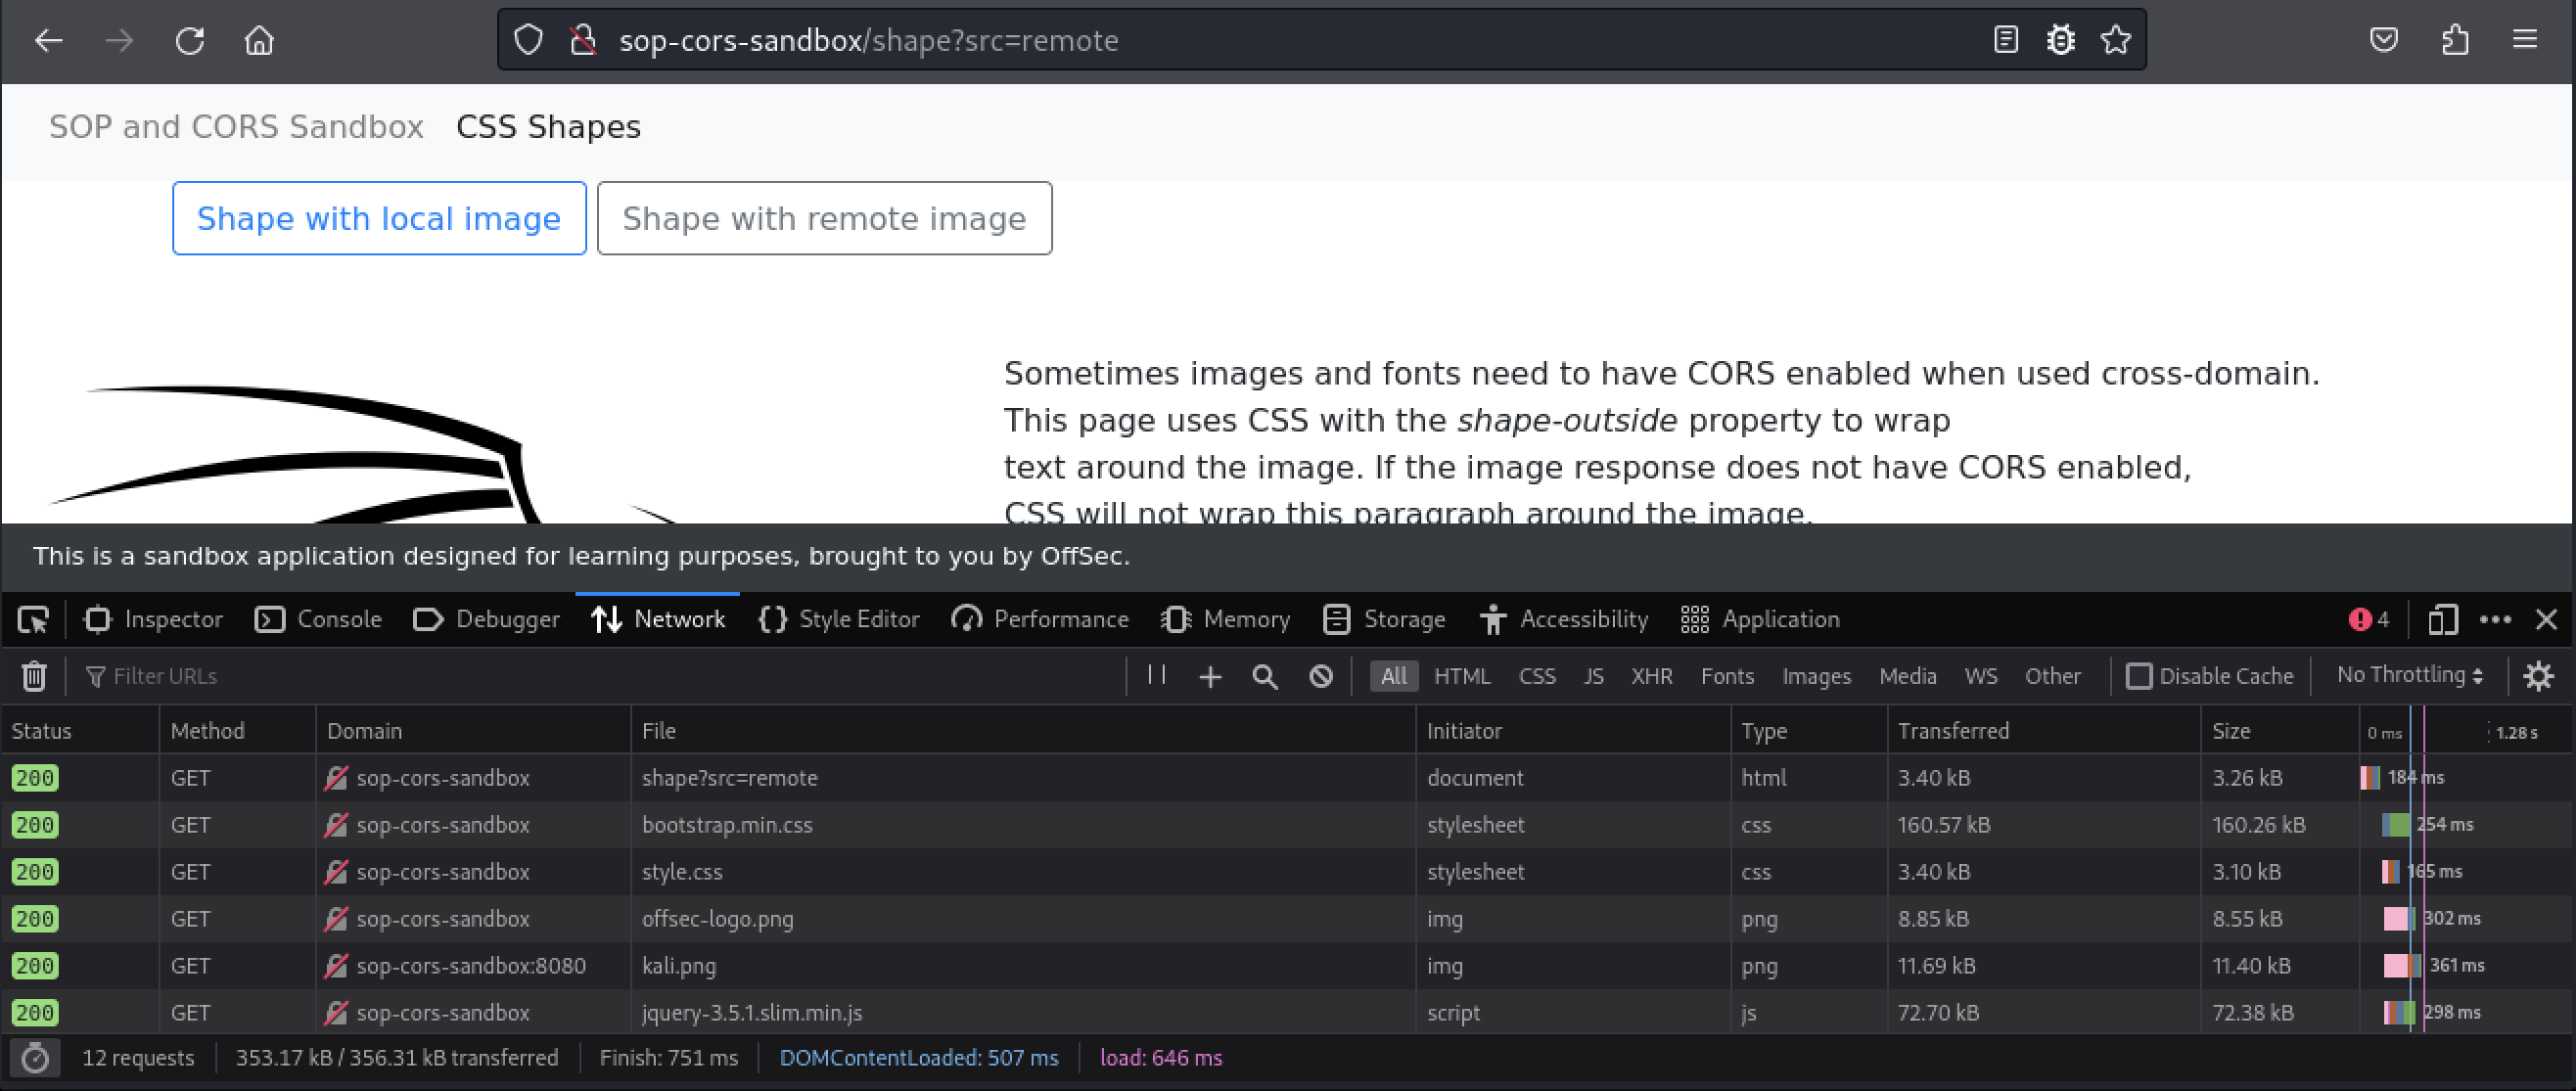 sop-cors-sandbox/shape?src=remote
SOP and CORS Sandbox CSS Shapes
Shape with local image Shape with remote image
Sometimes images and fonts need to have CORS enabled when used cross-domain.
This page uses CSS with the shape-outside property to wrap
text around the image. If the image response does not have CORS enabled,
CSS will not wrap this paragraph around the image.
This is a sandbox application designed for learning purposes, brought to you by OffSec.
Inspector Console Debugger Network Style Editor Performance Memory Storage Accessibility Application 4
Filter URLs All HTML CSS JS XHR Fonts Images Media WS Other Disable Cache No Throttling
Status Method Domain File Initiator Type Transferred Size 0 ms 1.28 s
200 GET sop-cors-sandbox shape?src=remote document html 3.40 kB 3.26 kB 184 ms
200 GET sop-cors-sandbox bootstrap.min.css stylesheet css 160.57 kB 160.26 kB 254 ms
200 GET sop-cors-sandbox style.css stylesheet css 3.40 kB 3.10 kB 165 ms
200 GET sop-cors-sandbox offsec-logo.png img png 8.85 kB 8.55 kB 302 ms
200 GET sop-cors-sandbox:8080 kali.png img png 11.69 kB 11.40 kB 361 ms
200 GET sop-cors-sandbox jquery-3.5.1.slim.min.js script js 72.70 kB 72.38 kB 298 ms
12 requests 353.17 kB / 356.31 kB transferred Finish: 751 ms DOMContentLoaded: 507 ms load: 646 ms